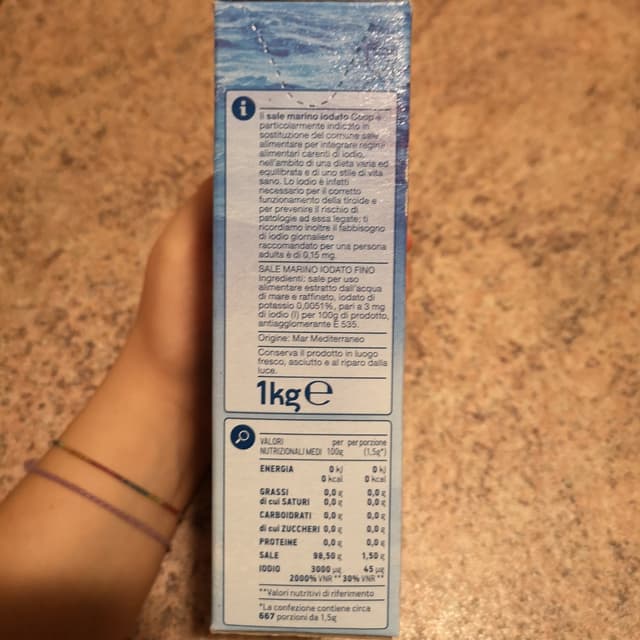 i
Il sale marino iodato Coop è
particolarmente indicato in
sostituzione del comune sale
alimentare per integrare regimi
alimentari carenti di iodio,
nell'ambito di una dieta varia ed
equilibrata e di uno stile di vita
sano. Lo iodio è infatti
necessario per il corretto
funzionamento della tiroide e
per prevenire il rischio di
patologie ad essa legate; ti
ricordiamo inoltre il fabbisogno
di iodio giornaliero
raccomandato per una persona
adulta è di 0,15 mg.
SALE MARINO IODATO FINO
Ingredienti: sale per uso
alimentare estratto dall'acqua
di mare e raffinato, iodato di
potassio 0,0051%, pari a 3 mg
di iodio (I) per 100g di prodotto,
antiagglomerante E 535.
Origine: Mar Mediterraneo
Conserva il prodotto in luogo
fresco, asciutto e al riparo dalla
luce.
1kg ℮
VALORI per per porzione
NUTRIZIONALI MEDI 100g (1,5g*)
ENERGIA 0 kJ 0 kJ
0 kcal 0 kcal
GRASSI 0,0 g 0,0 g
di cui SATURI 0,0 g 0,0 g
CARBOIDRATI 0,0 g 0,0 g
di cui ZUCCHERI 0,0 g 0,0 g
PROTEINE 0,0 g 0,0 g
SALE 98,50 g 1,50 g
IODIO 3000 µg 45 µg
2000% VNR** 30% VNR**
**Valori nutritivi di riferimento
*La confezione contiene circa
667 porzioni da 1,5g